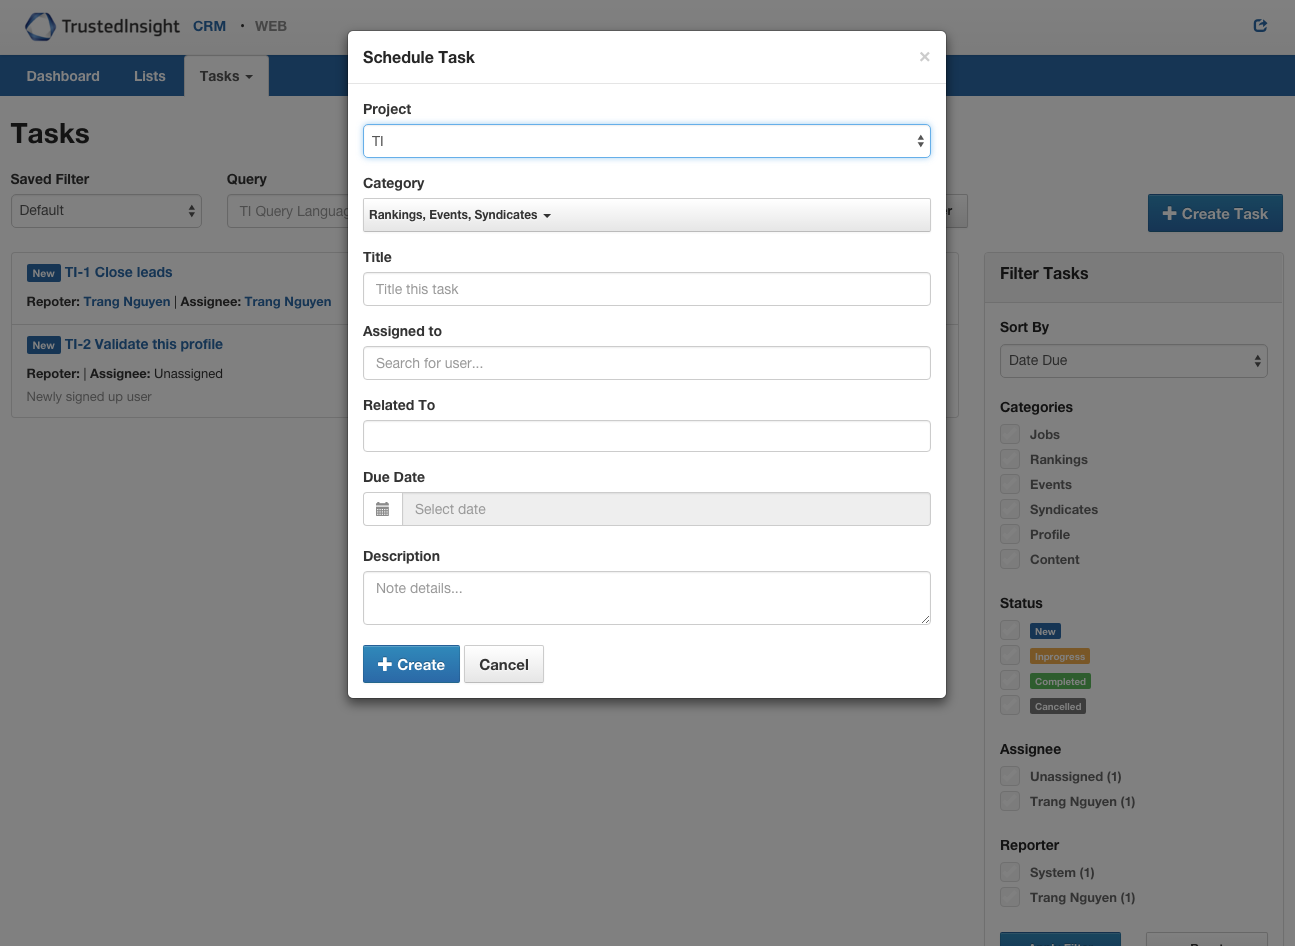 TrustedInsight CRM · WEB
Dashboard Lists Tasks
Tasks
Saved Filter
Default
Query
TI Query Languag
r
Create Task
New TI-1 Close leads
Repoter: Trang Nguyen | Assignee: Trang Nguyen
New TI-2 Validate this profile
Repoter: | Assignee: Unassigned
Newly signed up user
Schedule Task ×
Project
TI
Category
Rankings, Events, Syndicates
Title
Title this task
Assigned to
Search for user...
Related To
Due Date
Select date
Description
Note details...
Create Cancel
Filter Tasks
Sort By
Date Due
Categories
Jobs
Rankings
Events
Syndicates
Profile
Content
Status
New
Inprogress
Completed
Cancelled
Assignee
Unassigned (1)
Trang Nguyen (1)
Reporter
System (1)
Trang Nguyen (1)